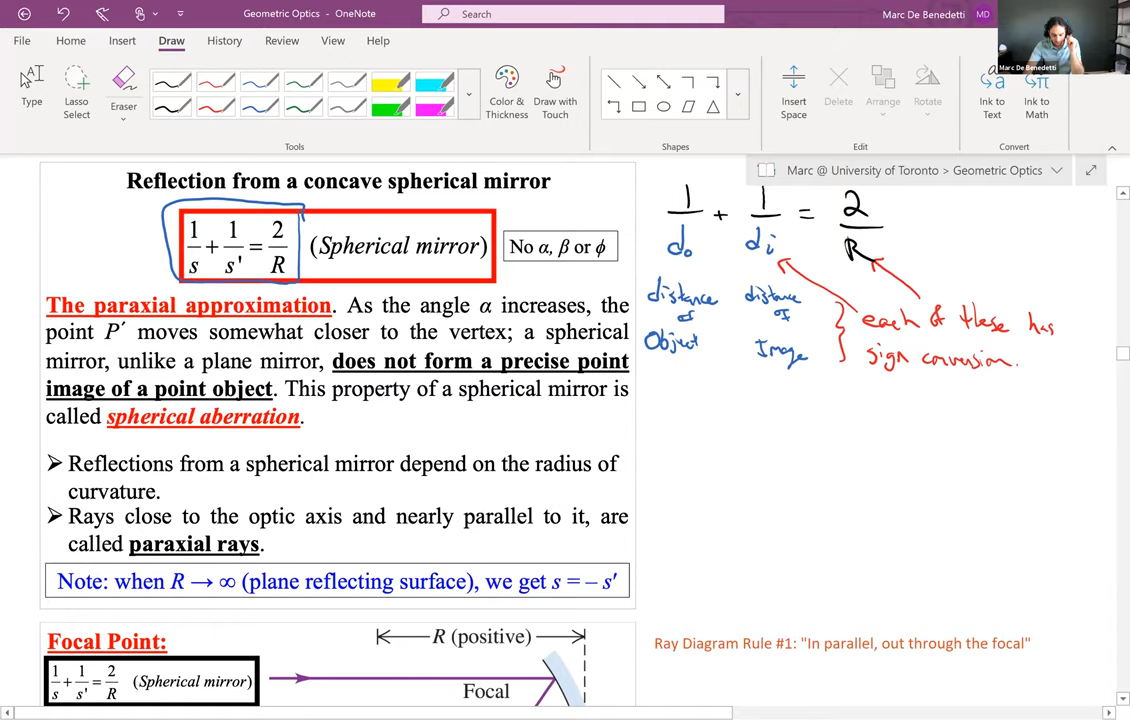 Geometric Optics - OneNote
Search
Marc De Benedetti
MD
File Home Insert Draw History Review View Help
Type
Lasso Select
Eraser
Color & Thickness
Draw with Touch
Insert Space
Delete
Arrange
Rotate
Ink to Text
Ink to Math
Tools
Shapes
Edit
Convert
Marc De Benedetti
Marc @ University of Toronto > Geometric Optics
Reflection from a concave spherical mirror
1/s + 1/s' = 2/R (Spherical mirror)
No α, β or ϕ
The paraxial approximation. As the angle α increases, the
point P´ moves somewhat closer to the vertex; a spherical
mirror, unlike a plane mirror, does not form a precise point
image of a point object. This property of a spherical mirror is
called spherical aberration.
➢ Reflections from a spherical mirror depend on the radius of
curvature.
➢ Rays close to the optic axis and nearly parallel to it, are
called paraxial rays.
Note: when R → ∞ (plane reflecting surface), we get s = – s'
Focal Point:
1/s + 1/s' = 2/R (Spherical mirror)
R (positive)
Focal
1/do + 1/di = 2/R
distance of Object
distance of Image
each of these has
sign conversion.
Ray Diagram Rule #1: "In parallel, out through the focal"